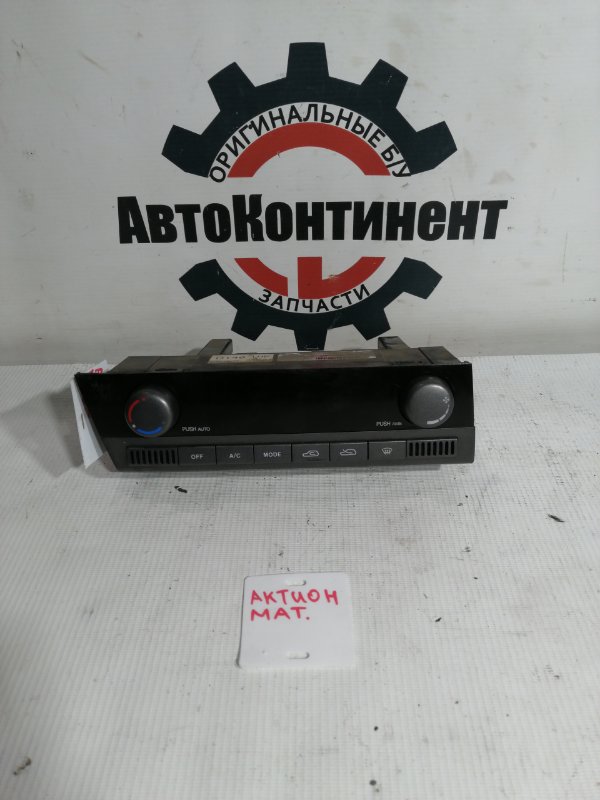 ОРИГИНАЛЬНЫЕ Б/У
АвтоКонтинент
ЗАПЧАСТИ
PUSH AUTO
PUSH
OFF
A/C
MODE
АКТИОН
МАТ.